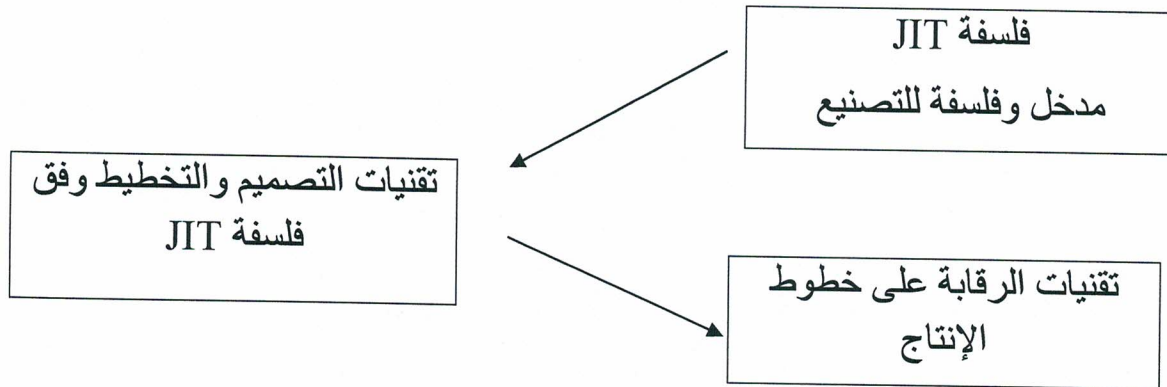 فلسفة JIT
مدخل وفلسفة للتصنيع
تقنيات التصميم والتخطيط وفق
فلسفة JIT
تقنيات الرقابة على خطوط
الإنتاج